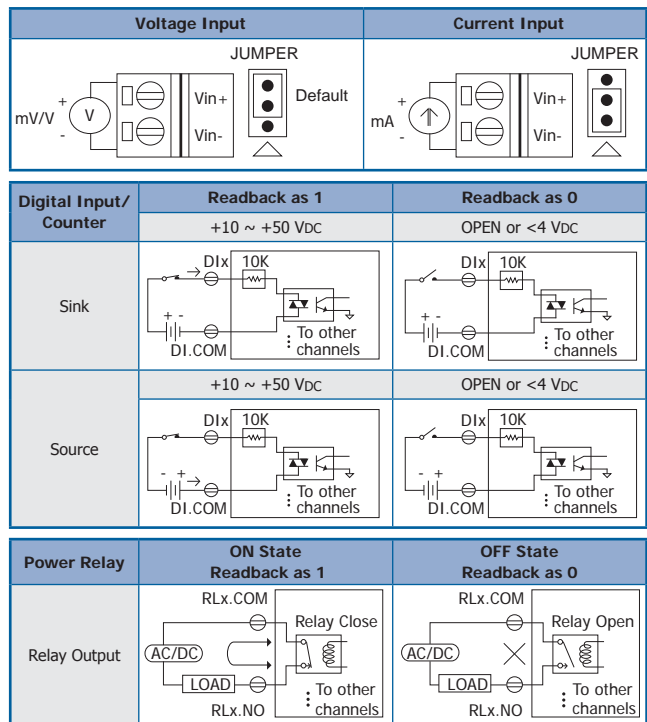 Voltage Input
Current Input
JUMPER
JUMPER
mV/V
+
-
V
Vin+
Vin-
Default
mA
+
-
Vin+
Vin-
Digital Input/
Counter
Readback as 1
Readback as 0
+10 ~ +50 VDC
OPEN or <4 VDC
Sink
DIx
10K
+ -
DI.COM
To other
channels
DIx
10K
+ -
DI.COM
To other
channels
+10 ~ +50 VDC
OPEN or <4 VDC
Source
DIx
10K
- +
DI.COM
To other
channels
DIx
10K
- +
DI.COM
To other
channels
Power Relay
ON State
Readback as 1
OFF State
Readback as 0
Relay Output
RLx.COM
Relay Close
AC/DC
LOAD
RLx.NO
To other
channels
RLx.COM
Relay Open
AC/DC
LOAD
RLx.NO
To other
channels